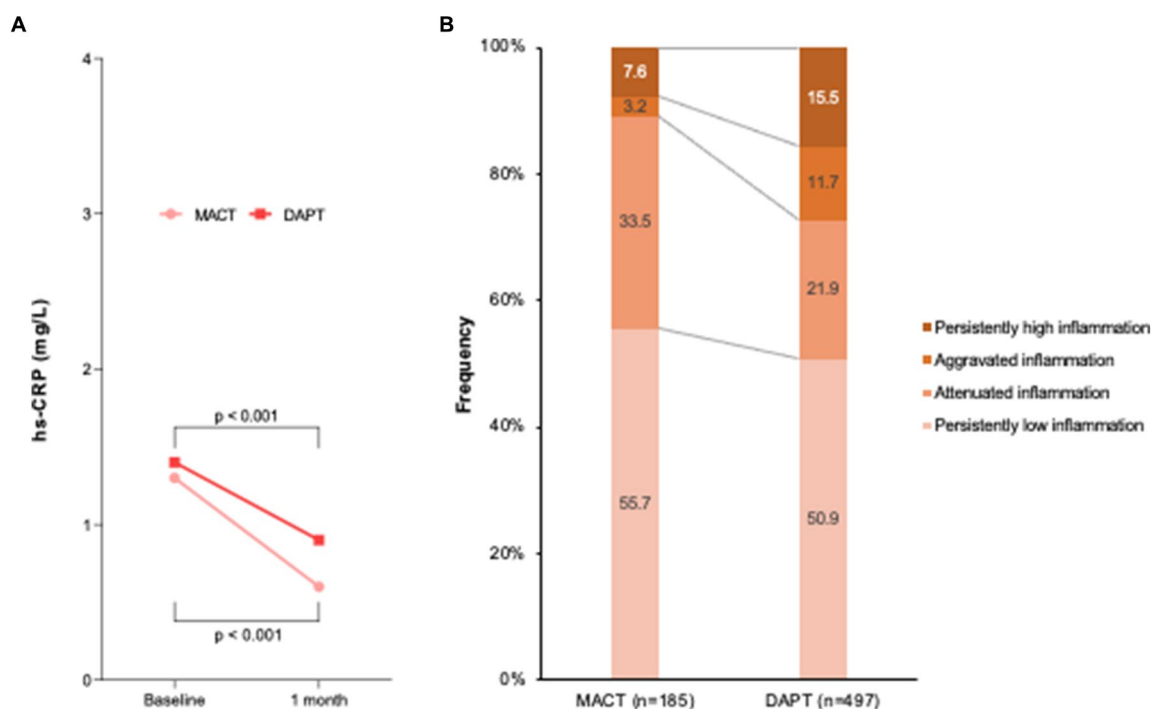 A
4
3
2
1
0
hs-CRP (mg/L)
MACT
DAPT
p < 0.001
p < 0.001
Baseline
1 month
B
100%
80%
60%
40%
20%
0%
Frequency
7.6
3.2
33.5
55.7
15.5
11.7
21.9
50.9
MACT (n=185)
DAPT (n=497)
Persistently high inflammation
Aggravated inflammation
Attenuated inflammation
Persistently low inflammation